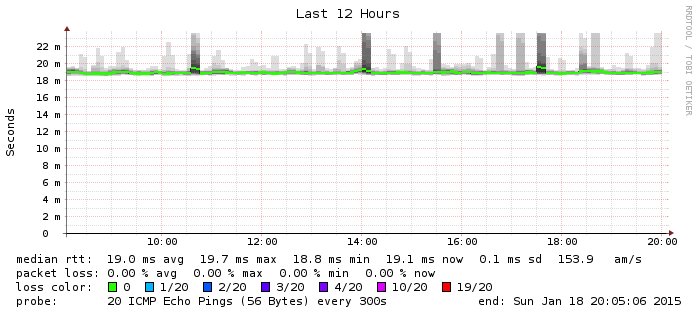 Last 12 Hours
RRDTOOL / TOBI OETIKER
Seconds
22 m
20 m
18 m
16 m
14 m
12 m
10 m
8 m
6 m
4 m
2 m
0
10:00 12:00 14:00 16:00 18:00 20:00
median rtt: 19.0 ms avg 19.7 ms max 18.8 ms min 19.1 ms now 0.1 ms sd 153.9 am/s
packet loss: 0.00 % avg 0.00 % max 0.00 % min 0.00 % now
loss color: 0 1/20 2/20 3/20 4/20 10/20 19/20
probe: 20 ICMP Echo Pings (56 Bytes) every 300s end: Sun Jan 18 20:05:06 2015